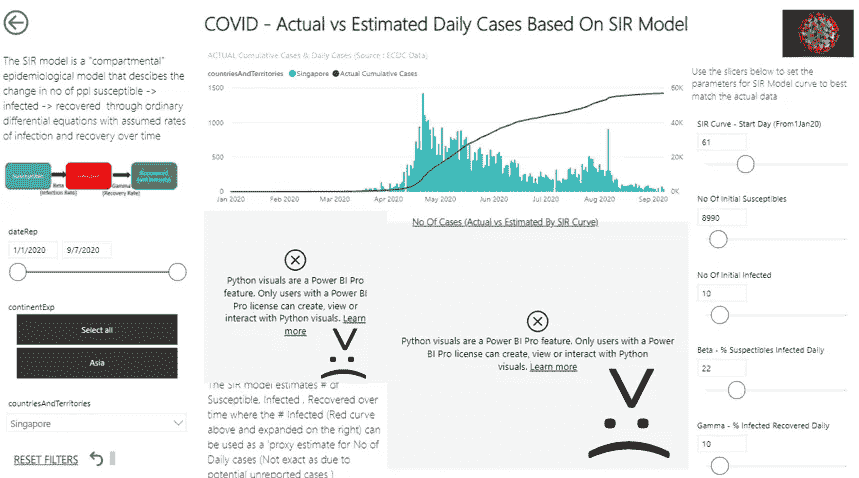 COVID - Actual vs Estimated Daily Cases Based On SIR Model
The SIR model is a "compartmental"
epidemiological model that descibes the
change in no of ppl susceptible ->
infected -> recovered through ordinary
differential equations with assumed rates
of infection and recovery over time
Beta
(Infection Rate)
Gamma
(Recovery Rate)
dateRep
1/1/2020
9/7/2020
continentExp
Select all
Asia
countriesAndTerritories
Singapore
RESET FILTERS
ACTUAL Cumulative Cases & Daily Cases (Source: ECDC Data)
countriesAndTerritories Singapore Actual Cumulative Cases
1500
1000
500
0
60K
40K
20K
0K
Jan 2020 Feb 2020 Mar 2020 Apr 2020 May 2020 Jun 2020 Jul 2020 Aug 2020 Sep 2020
Python visuals are a Power BI Pro
feature. Only users with a Power BI
Pro license can create, view or
interact with Python visuals. Learn
more
The SIR model estimates # of
Susceptible, Infected , Recovered over
time where the # Infected (Red curve
above and expanded on the right) can
be used as a 'proxy estimate for No of
Daily cases (Not exact as due to
potential unreported cases )
No Of Cases (Actual vs Estimated By SIR Curve)
Python visuals are a Power BI Pro feature. Only users with a Power
BI Pro license can create, view or interact with Python
visuals. Learn more
Use the slicers below to set the
parameters for SIR Model curve to best
match the actual data
SIR Curve - Start Day (From1Jan20)
61
No Of Initial Susceptibles
8990
No Of Initial Infected
10
Beta - % Suspectibles Infected Daily
22
Gamma - % Infected Recovered Daily
10